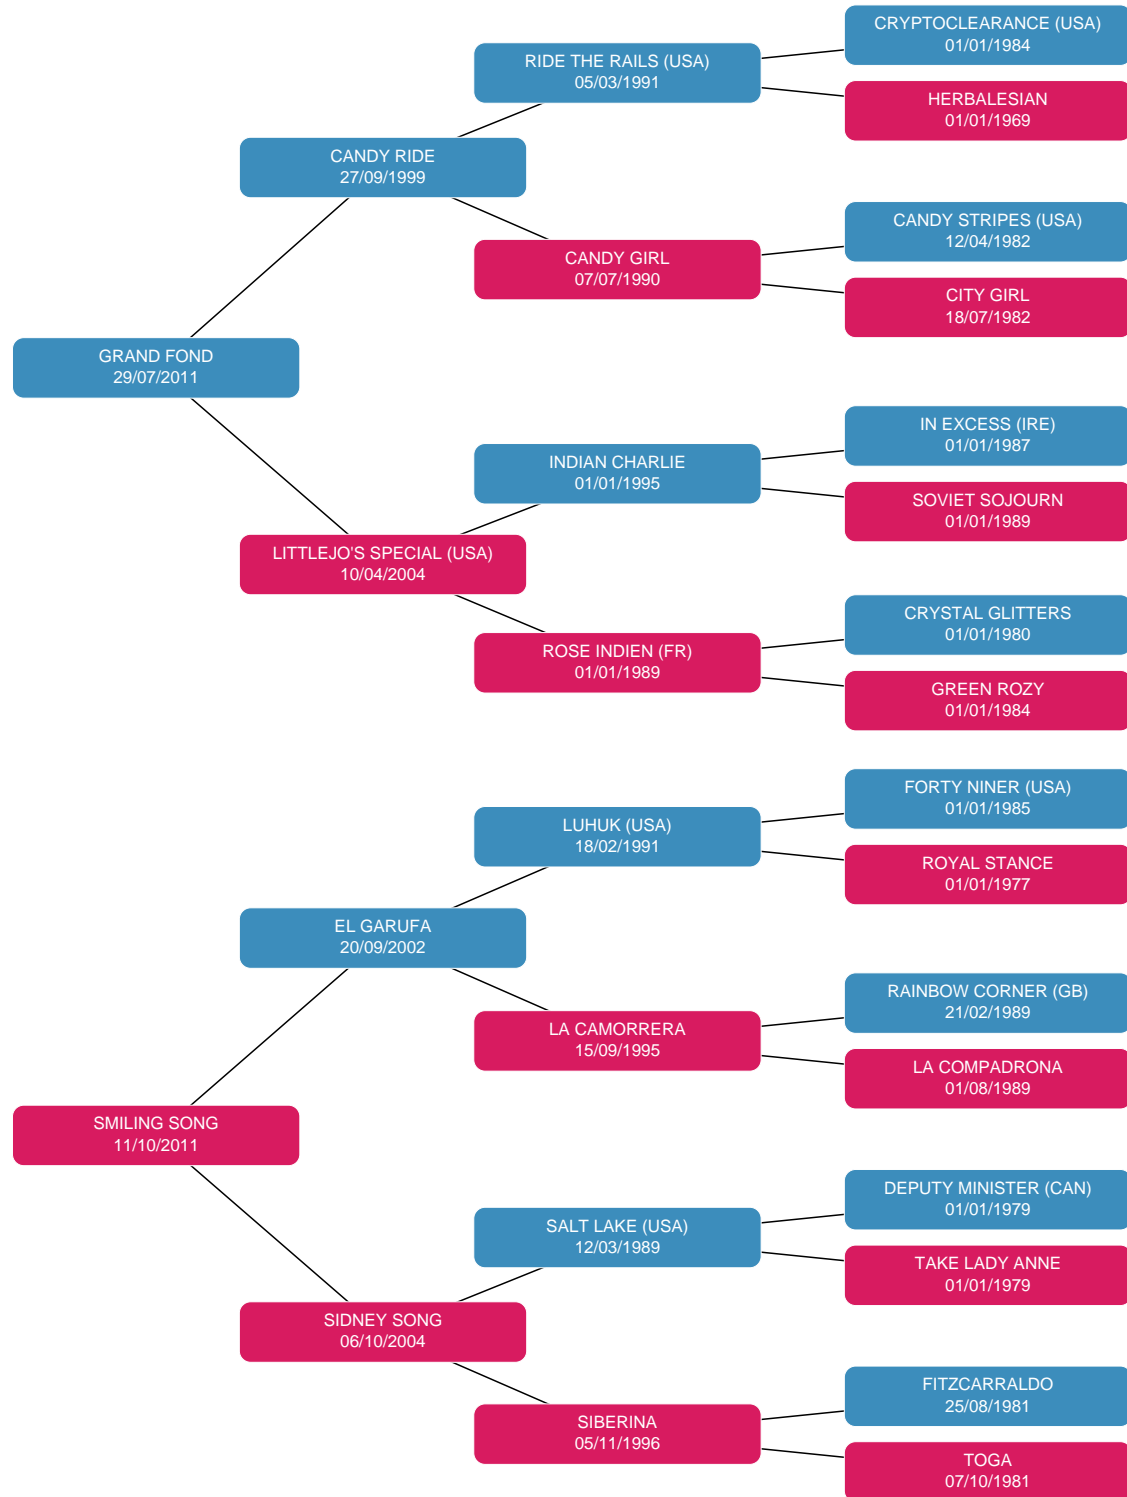 CRYPTOCLEARANCE (USA)
01/01/1984
RIDE THE RAILS (USA)
05/03/1991
HERBALESIAN
01/01/1969
CANDY RIDE
27/09/1999
CANDY STRIPES (USA)
12/04/1982
CANDY GIRL
07/07/1990
CITY GIRL
18/07/1982
GRAND FOND
29/07/2011
IN EXCESS (IRE)
01/01/1987
INDIAN CHARLIE
01/01/1995
SOVIET SOJOURN
01/01/1989
LITTLEJO'S SPECIAL (USA)
10/04/2004
CRYSTAL GLITTERS
01/01/1980
ROSE INDIEN (FR)
01/01/1989
GREEN ROZY
01/01/1984
FORTY NINER (USA)
01/01/1985
LUHUK (USA)
18/02/1991
ROYAL STANCE
01/01/1977
EL GARUFA
20/09/2002
RAINBOW CORNER (GB)
21/02/1989
LA CAMORRERA
15/09/1995
LA COMPADRONA
01/08/1989
SMILING SONG
11/10/2011
DEPUTY MINISTER (CAN)
01/01/1979
SALT LAKE (USA)
12/03/1989
TAKE LADY ANNE
01/01/1979
SIDNEY SONG
06/10/2004
FITZCARRALDO
25/08/1981
SIBERINA
05/11/1996
TOGA
07/10/1981